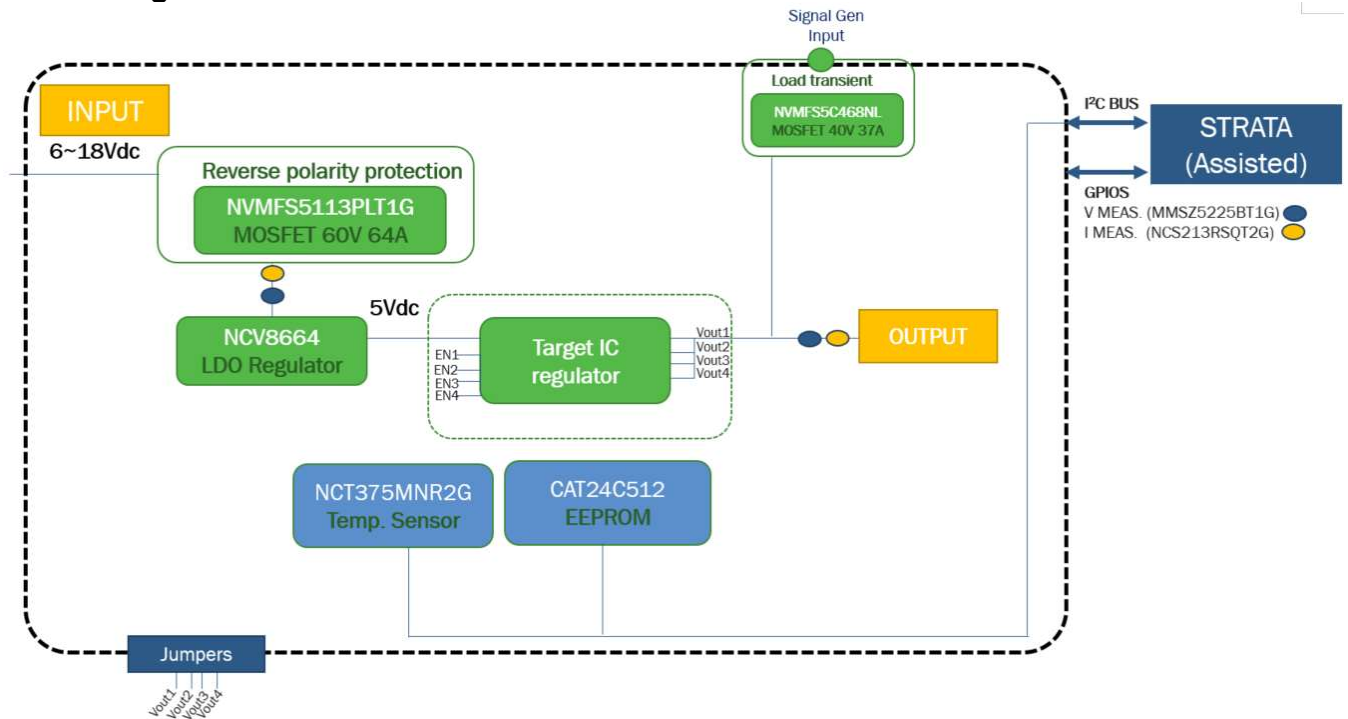 Signal Gen
Input
INPUT
6~18Vdc
Load transient
NVMFS5C468NL
MOSFET 40V 37A
I²C BUS
STRATA
(Assisted)
GPIOS
V MEAS. (MMSZ5225BT1G)
I MEAS. (NCS213RSQT2G)
Reverse polarity protection
NVMFS5113PLT1G
MOSFET 60V 64A
NCV8664
LDO Regulator
5Vdc
EN1
EN2
EN3
EN4
Target IC
regulator
Vout1
Vout2
Vout3
Vout4
OUTPUT
NCT375MNR2G
Temp. Sensor
CAT24C512
EEPROM
Jumpers
Vout1
Vout2
Vout3
Vout4